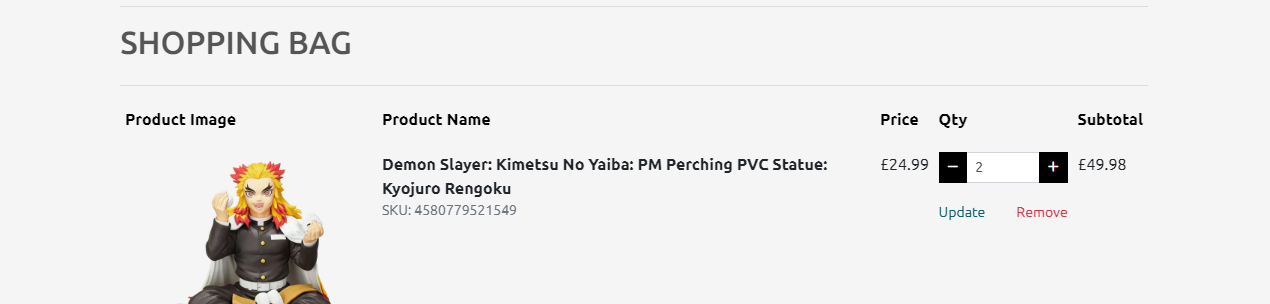 SHOPPING BAG
Product Image Product Name Price Qty Subtotal
Demon Slayer: Kimetsu No Yaiba: PM Perching PVC Statue: £24.99 − 2 + £49.98
Kyojuro Rengoku
SKU: 4580779521549
Update Remove